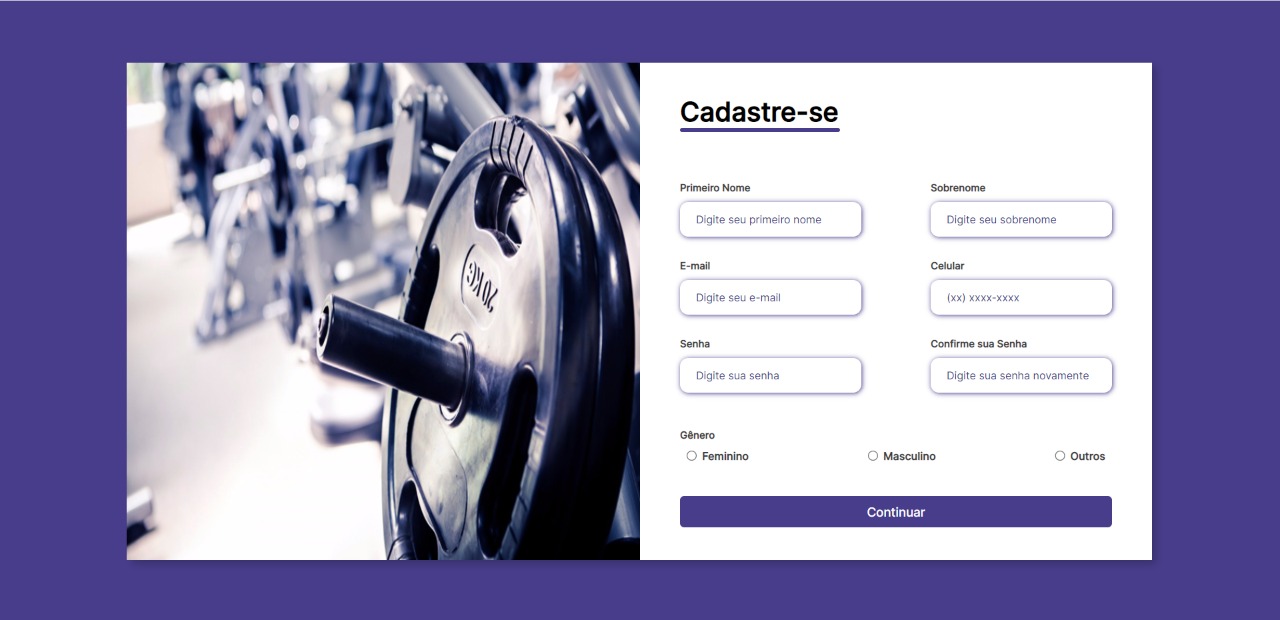 Cadastre-se
Primeiro Nome
Sobrenome
Digite seu primeiro nome
Digite seu sobrenome
E-mail
Celular
Digite seu e-mail
(xx) xxxx-xxxx
Senha
Confirme sua Senha
Digite sua senha
Digite sua senha novamente
Gênero
Feminino
Masculino
Outros
Continuar
20KG